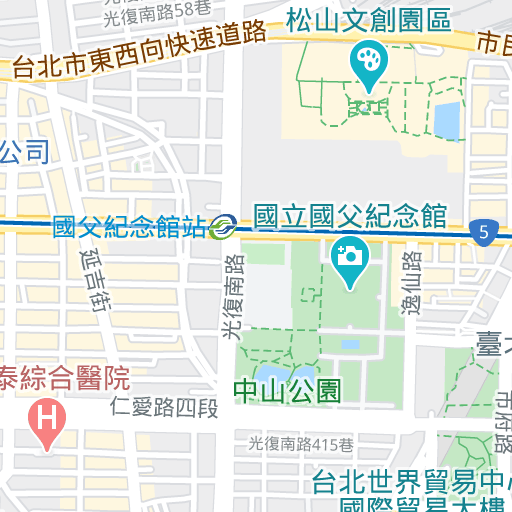 光復南路58巷
松山文創園區
台北市東西向快速道路
市民
公司
國父紀念館站
國立國父紀念館
5
延吉街
光復南路
逸仙路
臺
泰綜合醫院
中山公園
仁愛路四段
市府路
H
光復南路415巷
台北世界貿易中心
國際貿易大樓